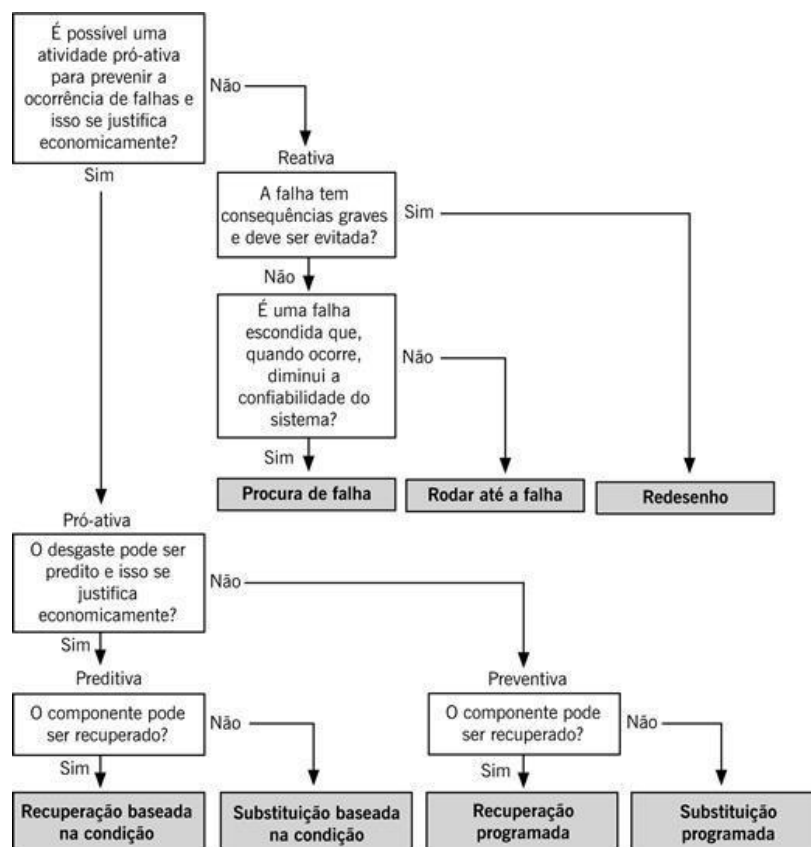 É possível uma
atividade pró-ativa
para prevenir a
ocorrência de falhas e
isso se justifica
economicamente?
Não
Sim
Reativa
A falha tem
consequências graves
e deve ser evitada?
Sim
Não
É uma falha
escondida que,
quando ocorre,
diminui a
confiabilidade do
sistema?
Não
Sim
Procura de falha
Rodar até a falha
Redesenho
Pró-ativa
O desgaste pode ser
predito e isso se
justifica
economicamente?
Não
Sim
Preditiva
O componente pode
ser recuperado?
Não
Sim
Preventiva
O componente pode
ser recuperado?
Não
Sim
Recuperação baseada
na condição
Substituição baseada
na condição
Recuperação
programada
Substituição
programada